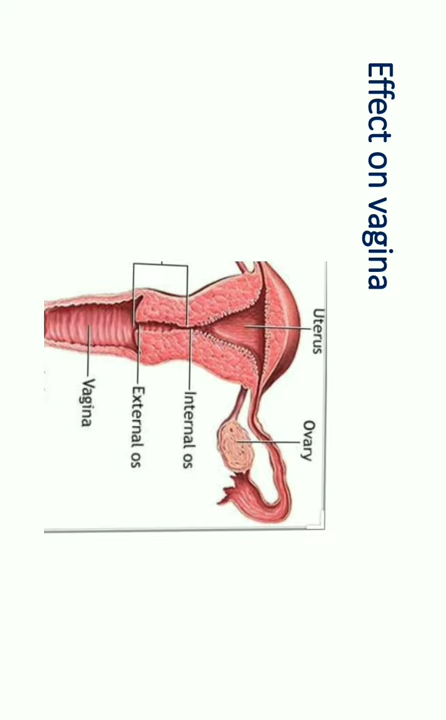 Effect on vagina
Uterus
Ovary
Internal os
External os
Vagina